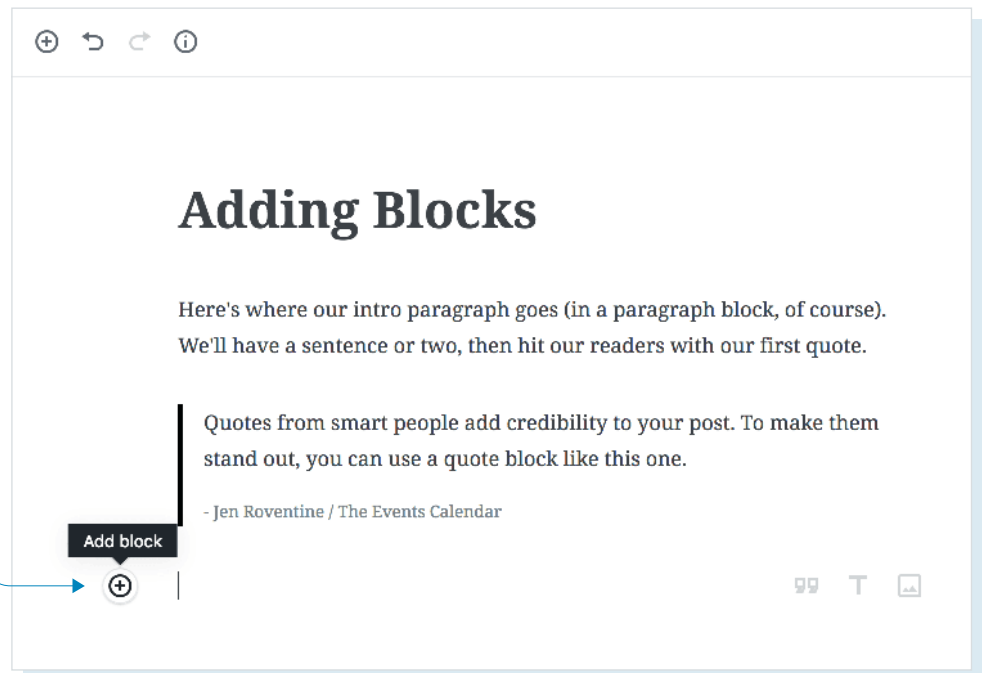 Adding Blocks
Here's where our intro paragraph goes (in a paragraph block, of course).
We'll have a sentence or two, then hit our readers with our first quote.
Quotes from smart people add credibility to your post. To make them
stand out, you can use a quote block like this one.
- Jen Roventine / The Events Calendar
Add block